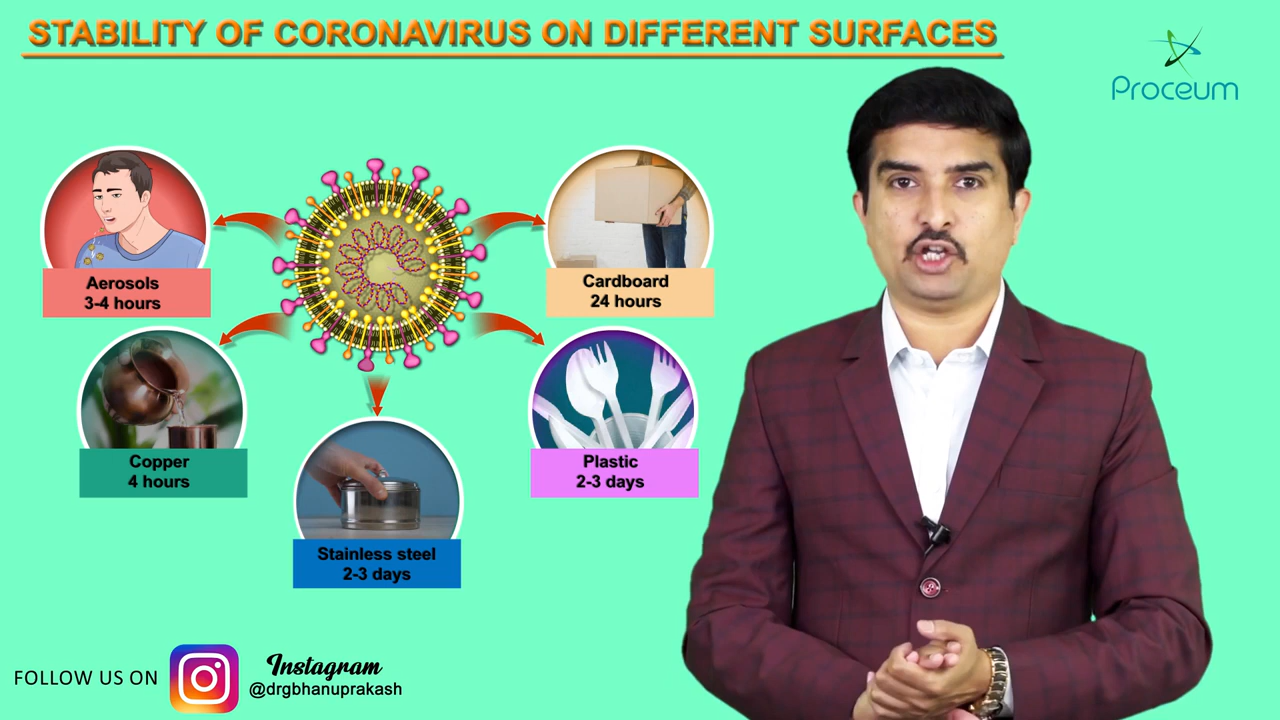 STABILITY OF CORONAVIRUS ON DIFFERENT SURFACES
Proceum
Aerosols
3-4 hours
Cardboard
24 hours
Copper
4 hours
Plastic
2-3 days
Stainless steel
2-3 days
FOLLOW US ON
Instagram
@drgbhanuprakash